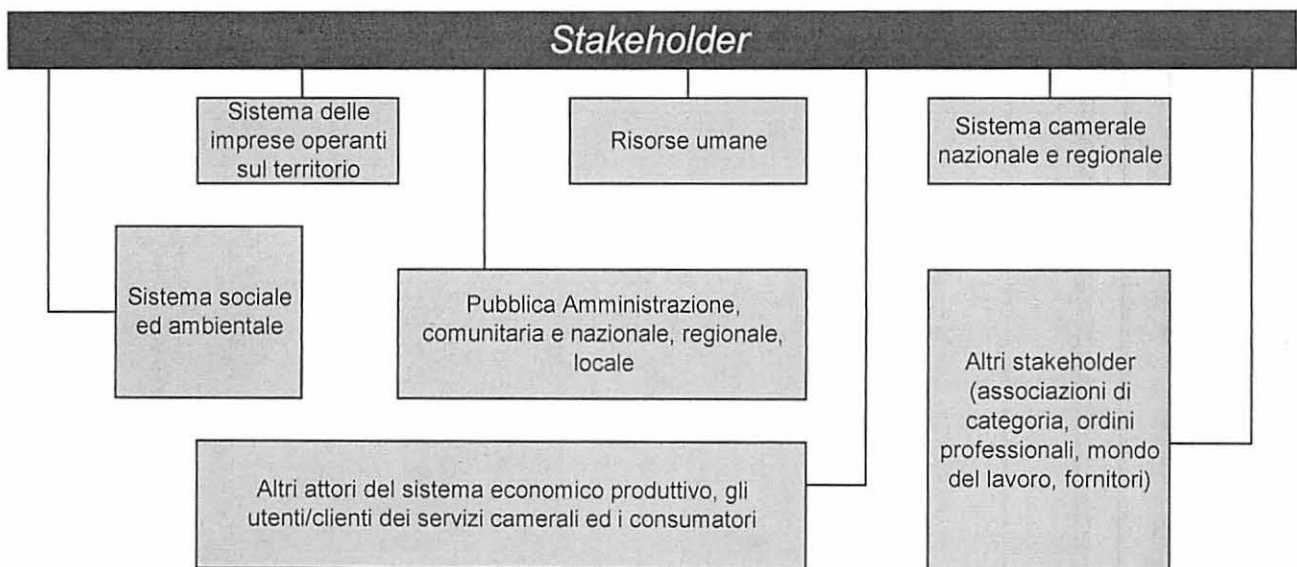 Stakeholder
Sistema delle
imprese operanti
sul territorio
Risorse umane
Sistema camerale
nazionale e regionale
Sistema sociale
ed ambientale
Pubblica Amministrazione,
comunitaria e nazionale, regionale,
locale
Altri stakeholder
(associazioni di
categoria, ordini
professionali, mondo
del lavoro, fornitori)
Altri attori del sistema economico produttivo, gli
utenti/clienti dei servizi camerali ed i consumatori